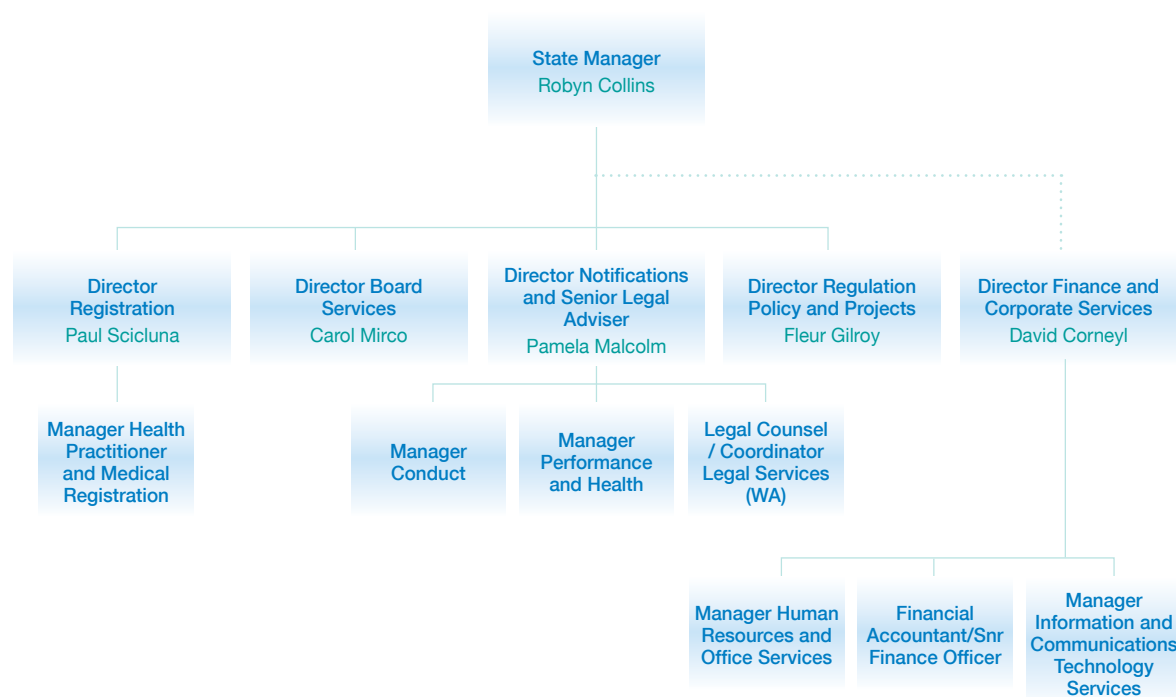 State Manager
Robyn Collins
Director
Registration
Paul Scicluna
Director Board
Services
Carol Mirco
Director Notifications
and Senior Legal
Adviser
Pamela Malcolm
Director Regulation
Policy and Projects
Fleur Gilroy
Director Finance and
Corporate Services
David Corneyl
Manager Health
Practitioner
and Medical
Registration
Manager
Conduct
Manager
Performance
and Health
Legal Counsel
/ Coordinator
Legal Services
(WA)
Manager Human
Resources and
Office Services
Financial
Accountant/Snr
Finance Officer
Manager
Information and
Communications
Technology
Services